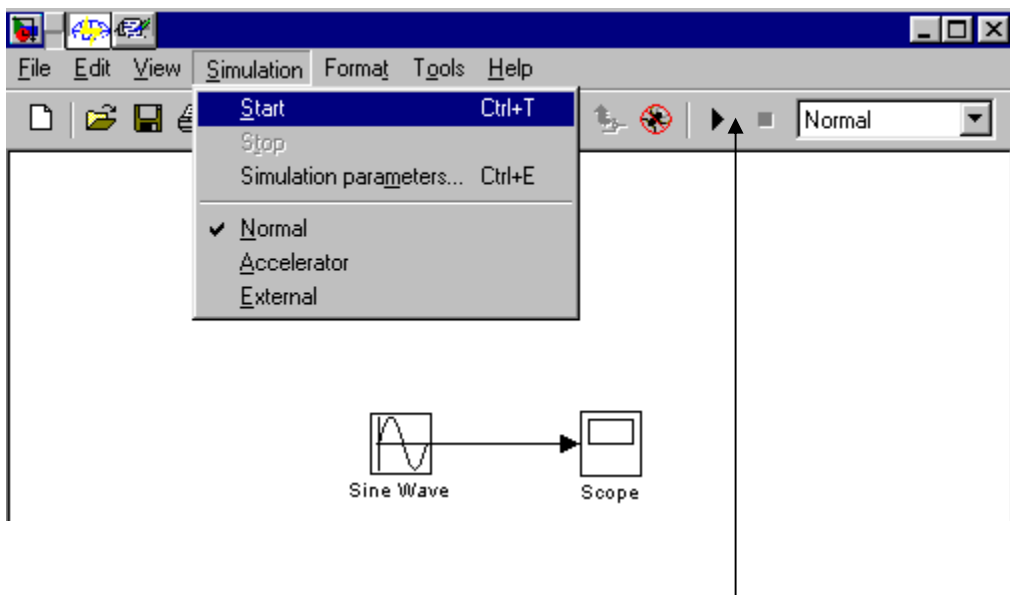 File Edit View Simulation Format Tools Help
Normal
Start Ctrl+T
Stop
Simulation parameters... Ctrl+E
Normal
Accelerator
External
Sine Wave
Scope